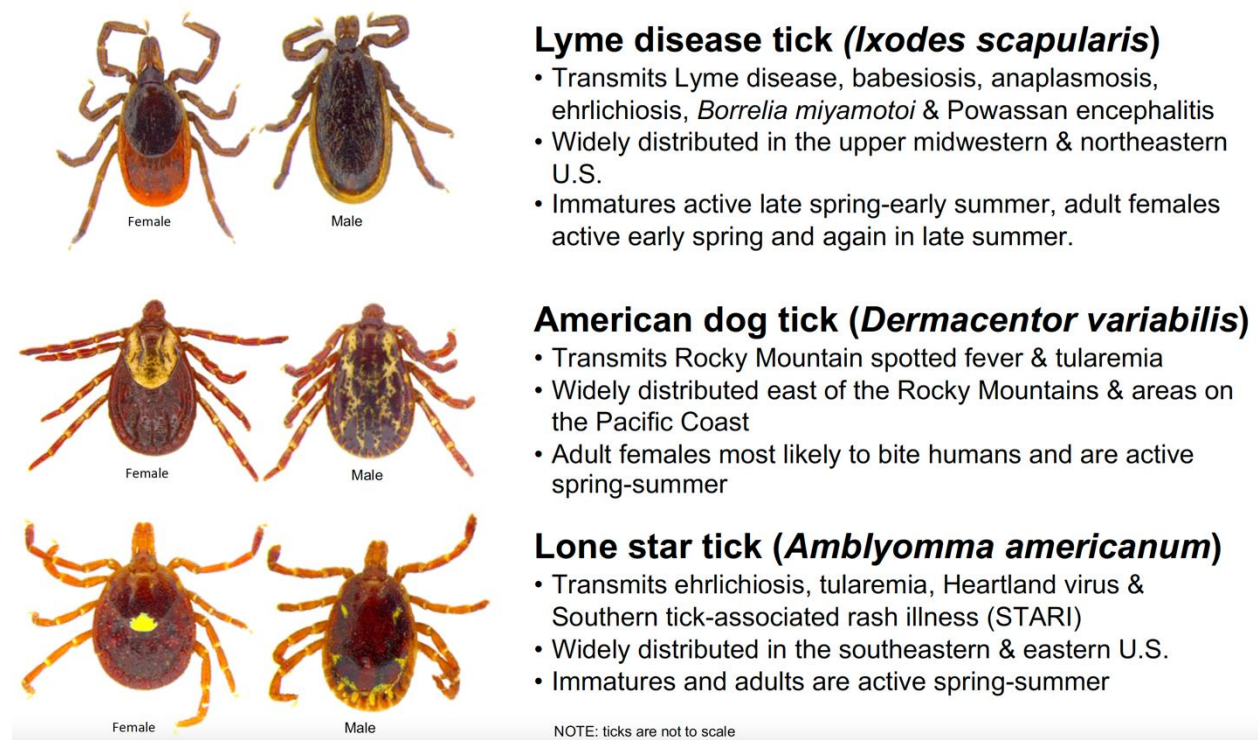 Lyme disease tick (Ixodes scapularis)
• Transmits Lyme disease, babesiosis, anaplasmosis,
ehrlichiosis, Borrelia miyamotoi & Powassan encephalitis
• Widely distributed in the upper midwestern & northeastern
U.S.
• Immatures active late spring-early summer, adult females
active early spring and again in late summer.
Female
Male
American dog tick (Dermacentor variabilis)
• Transmits Rocky Mountain spotted fever & tularemia
• Widely distributed east of the Rocky Mountains & areas on
the Pacific Coast
• Adult females most likely to bite humans and are active
spring-summer
Female
Male
Lone star tick (Amblyomma americanum)
• Transmits ehrlichiosis, tularemia, Heartland virus &
Southern tick-associated rash illness (STARI)
• Widely distributed in the southeastern & eastern U.S.
• Immatures and adults are active spring-summer
Female
Male
NOTE: ticks are not to scale